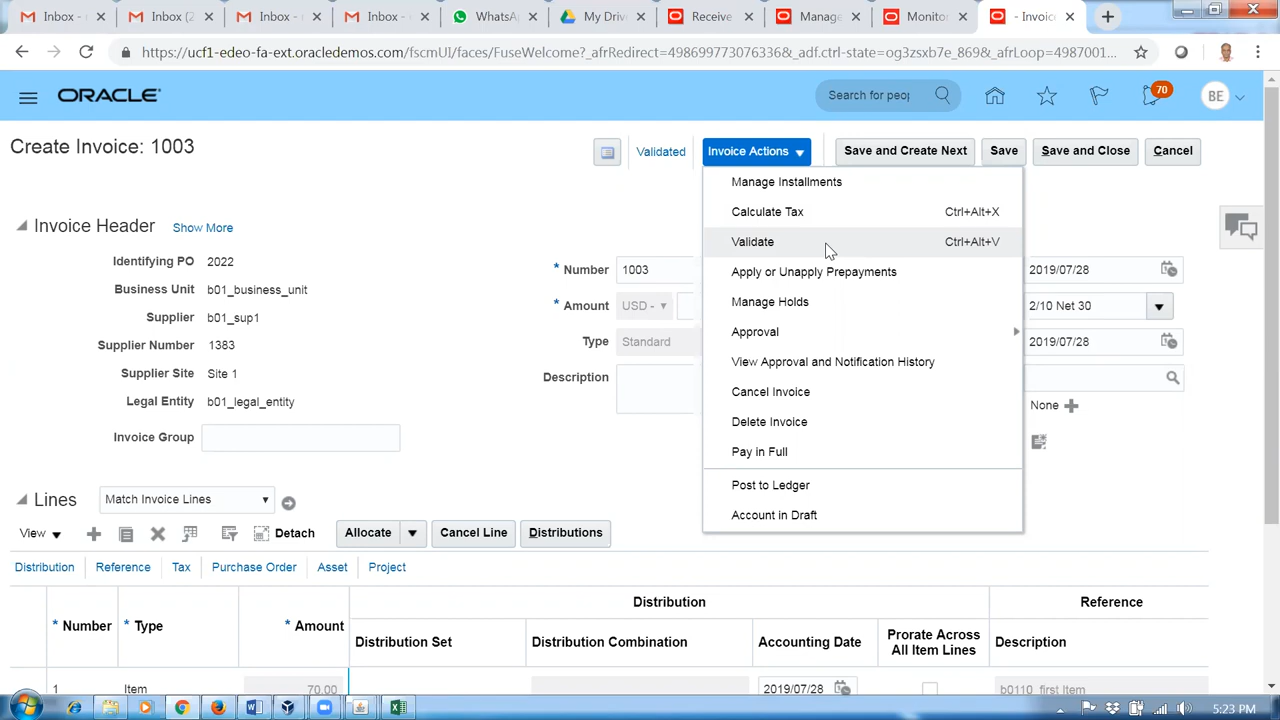 Inbox -
Inbox (
Inbox -
Inbox -
WhatsA
My Driv
Receive
Manage
Monito
- Invoic
https://ucf1-edeo-fa-ext.oracledemos.com/fscmUI/faces/FuseWelcome?_afrRedirect=498699773076336&_adf.ctrl-state=og3zsxb7e_869&_afrLoop=4987001...
ORACLE
Search for peop
70
BE
Create Invoice: 1003
Validated
Invoice Actions
Save and Create Next
Save
Save and Close
Cancel
Manage Installments
Calculate Tax Ctrl+Alt+X
Validate Ctrl+Alt+V
Apply or Unapply Prepayments
Manage Holds
Approval
View Approval and Notification History
Cancel Invoice
Delete Invoice
Pay in Full
Post to Ledger
Account in Draft
Invoice Header Show More
Identifying PO 2022
Business Unit b01_business_unit
Supplier b01_sup1
Supplier Number 1383
Supplier Site Site 1
Legal Entity b01_legal_entity
Invoice Group
* Number 1003
* Amount USD -
Type Standard
Description
2019/07/28
2/10 Net 30
2019/07/28
None
Lines Match Invoice Lines
View Detach Allocate Cancel Line Distributions
Distribution Reference Tax Purchase Order Asset Project
Distribution Reference
* Number * Type * Amount Distribution Set Distribution Combination Accounting Date Prorate Across All Item Lines Description
1 Item 70.00 2019/07/28 b0110_first Item
5:23 PM